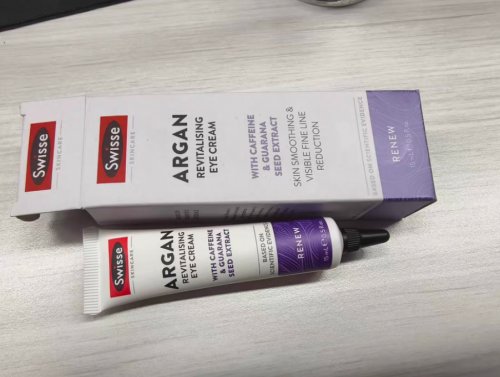 Swisse
SKINCARE
Swisse
SKINCARE
ARGAN
REVITALISING
EYE CREAM
WITH CAFFEINE
& GUARANA
SEED EXTRACT
SKIN SMOOTHING &
VISIBLE FINE LINE
REDUCTION
BASED ON SCIENTIFIC EVIDENCE
RENEW
Swisse
SKINCARE
ARGAN
REVITALISING
EYE CREAM
WITH CAFFEINE
& GUARANA
SEED EXTRACT
BASED ON
SCIENTIFIC EVIDENCE
RENEW